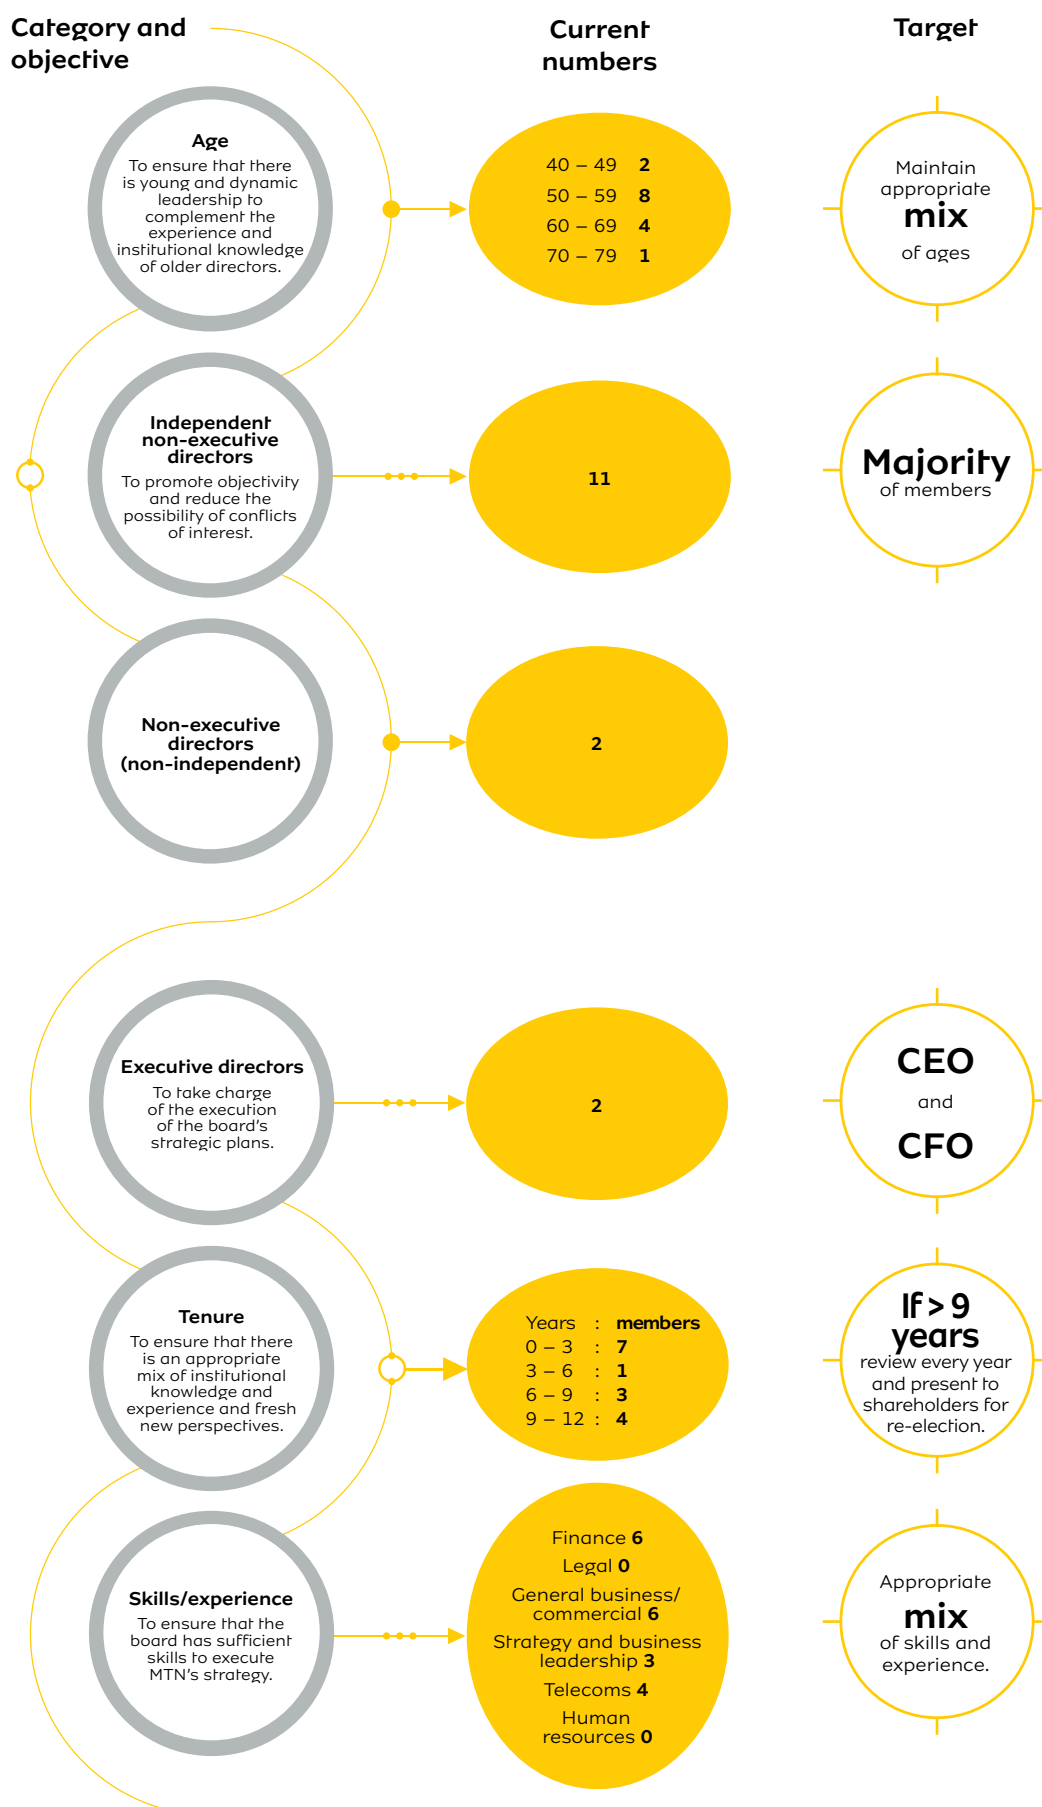 Category and
objective
Current
numbers
Target
Age
To ensure that there
is young and dynamic
leadership to
complement the
experience and
institutional knowledge
of older directors.
40 – 49 2
50 – 59 8
60 – 69 4
70 – 79 1
Maintain
appropriate
mix
of ages
Independent
non-executive
directors
To promote objectivity
and reduce the
possibility of conflicts
of interest.
11
Majority
of members
Non-executive
directors
(non-independent)
2
Executive directors
To take charge
of the execution
of the board's
strategic plans.
2
CEO
and
CFO
Tenure
To ensure that there
is an appropriate
mix of institutional
knowledge and
experience and fresh
new perspectives.
Years : members
0 – 3 : 7
3 – 6 : 1
6 – 9 : 3
9 – 12 : 4
If > 9
years
review every year
and present to
shareholders for
re-election.
Skills/experience
To ensure that the
board has sufficient
skills to execute
MTN's strategy.
Finance 6
Legal 0
General business/
commercial 6
Strategy and business
leadership 3
Telecoms 4
Human
resources 0
Appropriate
mix
of skills and
experience.